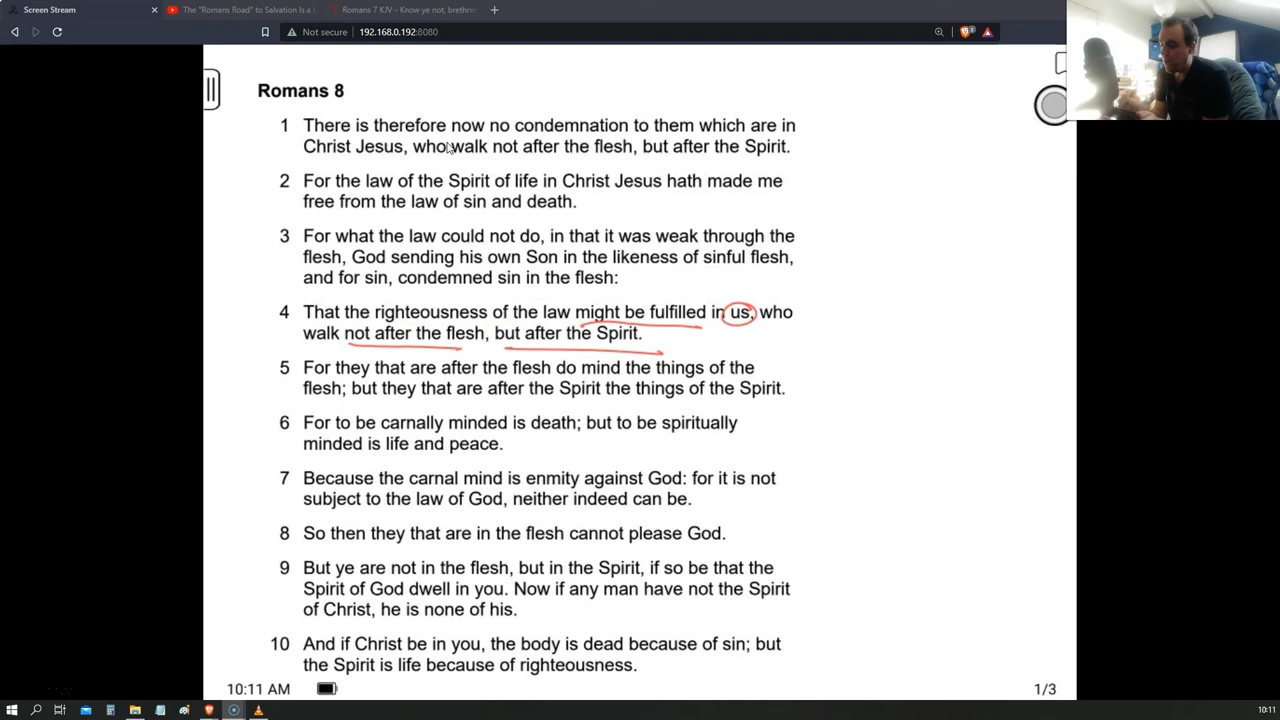 Screen Stream
The "Romans Road" to Salvation Is a
Romans 7 KJV - Know ye not, brethre
Not secure
192.168.0.192:8080
Romans 8
1 There is therefore now no condemnation to them which are in
Christ Jesus, who walk not after the flesh, but after the Spirit.
2 For the law of the Spirit of life in Christ Jesus hath made me
free from the law of sin and death.
3 For what the law could not do, in that it was weak through the
flesh, God sending his own Son in the likeness of sinful flesh,
and for sin, condemned sin in the flesh:
4 That the righteousness of the law might be fulfilled in us, who
walk not after the flesh, but after the Spirit.
5 For they that are after the flesh do mind the things of the
flesh; but they that are after the Spirit the things of the Spirit.
6 For to be carnally minded is death; but to be spiritually
minded is life and peace.
7 Because the carnal mind is enmity against God: for it is not
subject to the law of God, neither indeed can be.
8 So then they that are in the flesh cannot please God.
9 But ye are not in the flesh, but in the Spirit, if so be that the
Spirit of God dwell in you. Now if any man have not the Spirit
of Christ, he is none of his.
10 And if Christ be in you, the body is dead because of sin; but
the Spirit is life because of righteousness.
10:11 AM
1/3
10:11